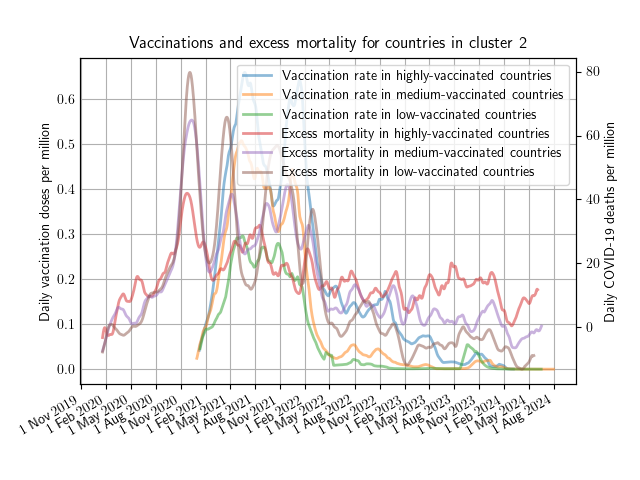 Vaccinations and excess mortality for countries in cluster 2
Vaccination rate in highly-vaccinated countries
Vaccination rate in medium-vaccinated countries
Vaccination rate in low-vaccinated countries
Excess mortality in highly-vaccinated countries
Excess mortality in medium-vaccinated countries
Excess mortality in low-vaccinated countries
Daily vaccination doses per million
0.6
0.5
0.4
0.3
0.2
0.1
0.0
80
60
40
20
0
Daily COVID-19 deaths per million
1 Nov 2019
1 Feb 2020
1 May 2020
1 Aug 2020
1 Nov 2020
1 Feb 2021
1 May 2021
1 Aug 2021
1 Nov 2021
1 Feb 2022
1 May 2022
1 Aug 2022
1 Nov 2022
1 Feb 2023
1 May 2023
1 Aug 2023
1 Nov 2023
1 Feb 2024
1 May 2024
1 Aug 2024